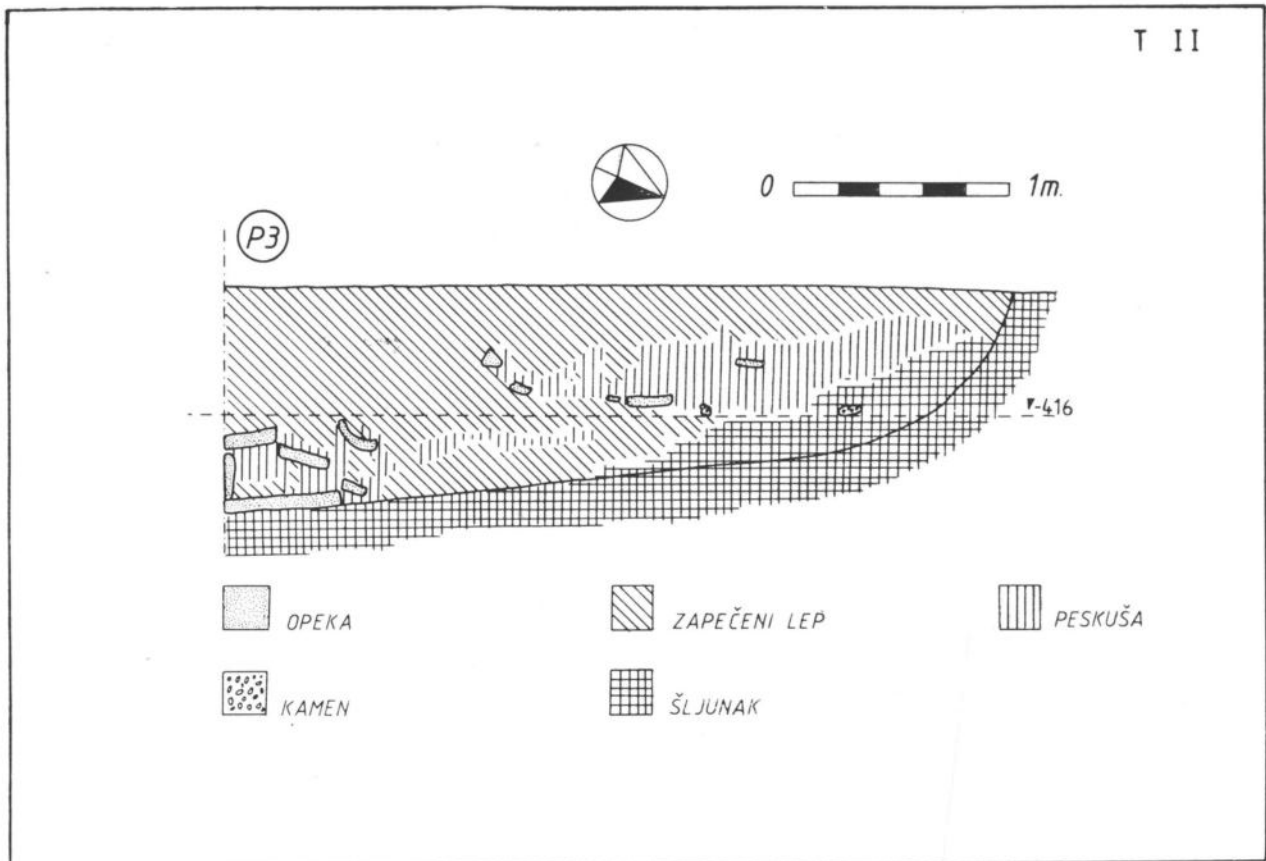 T II
0 1m.
P3
-416
OPEKA
ZAPEČENI LEP
PESKUŠA
KAMEN
ŠLJUNAK